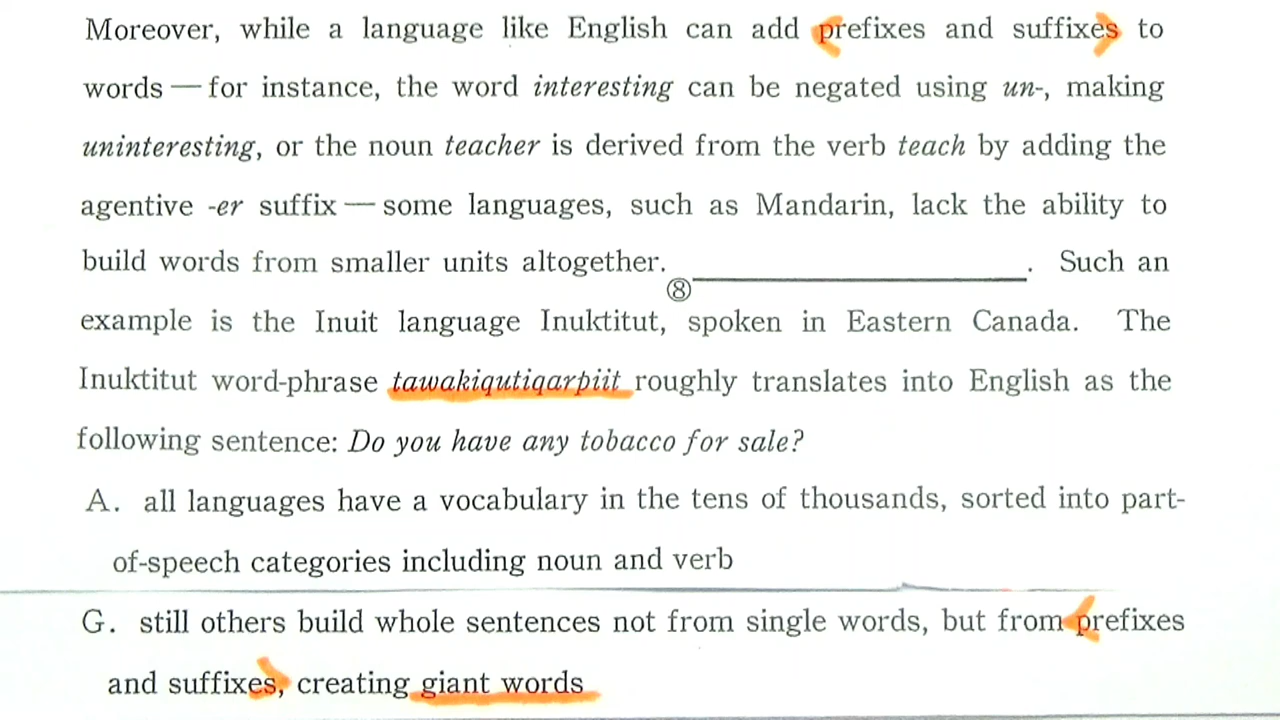 Moreover, while a language like English can add prefixes and suffixes to
words — for instance, the word interesting can be negated using un-, making
uninteresting, or the noun teacher is derived from the verb teach by adding the
agentive -er suffix — some languages, such as Mandarin, lack the ability to
build words from smaller units altogether. ⑧____________________. Such an
example is the Inuit language Inuktitut, spoken in Eastern Canada. The
Inuktitut word-phrase tawakiqutiqarpiit roughly translates into English as the
following sentence: Do you have any tobacco for sale?
A. all languages have a vocabulary in the tens of thousands, sorted into part-
of-speech categories including noun and verb
G. still others build whole sentences not from single words, but from prefixes
and suffixes, creating giant words